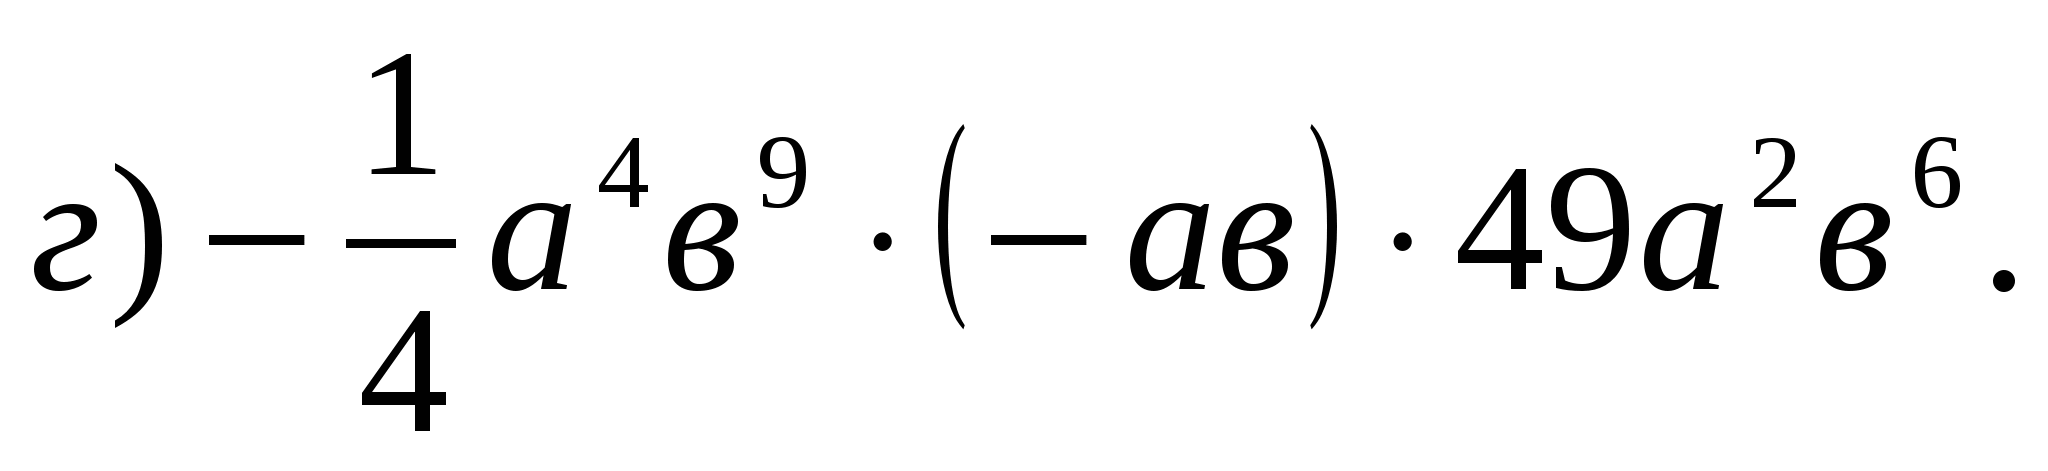 г) − 1/4 а⁴в⁹ · (− ав) · 49а²в⁶.